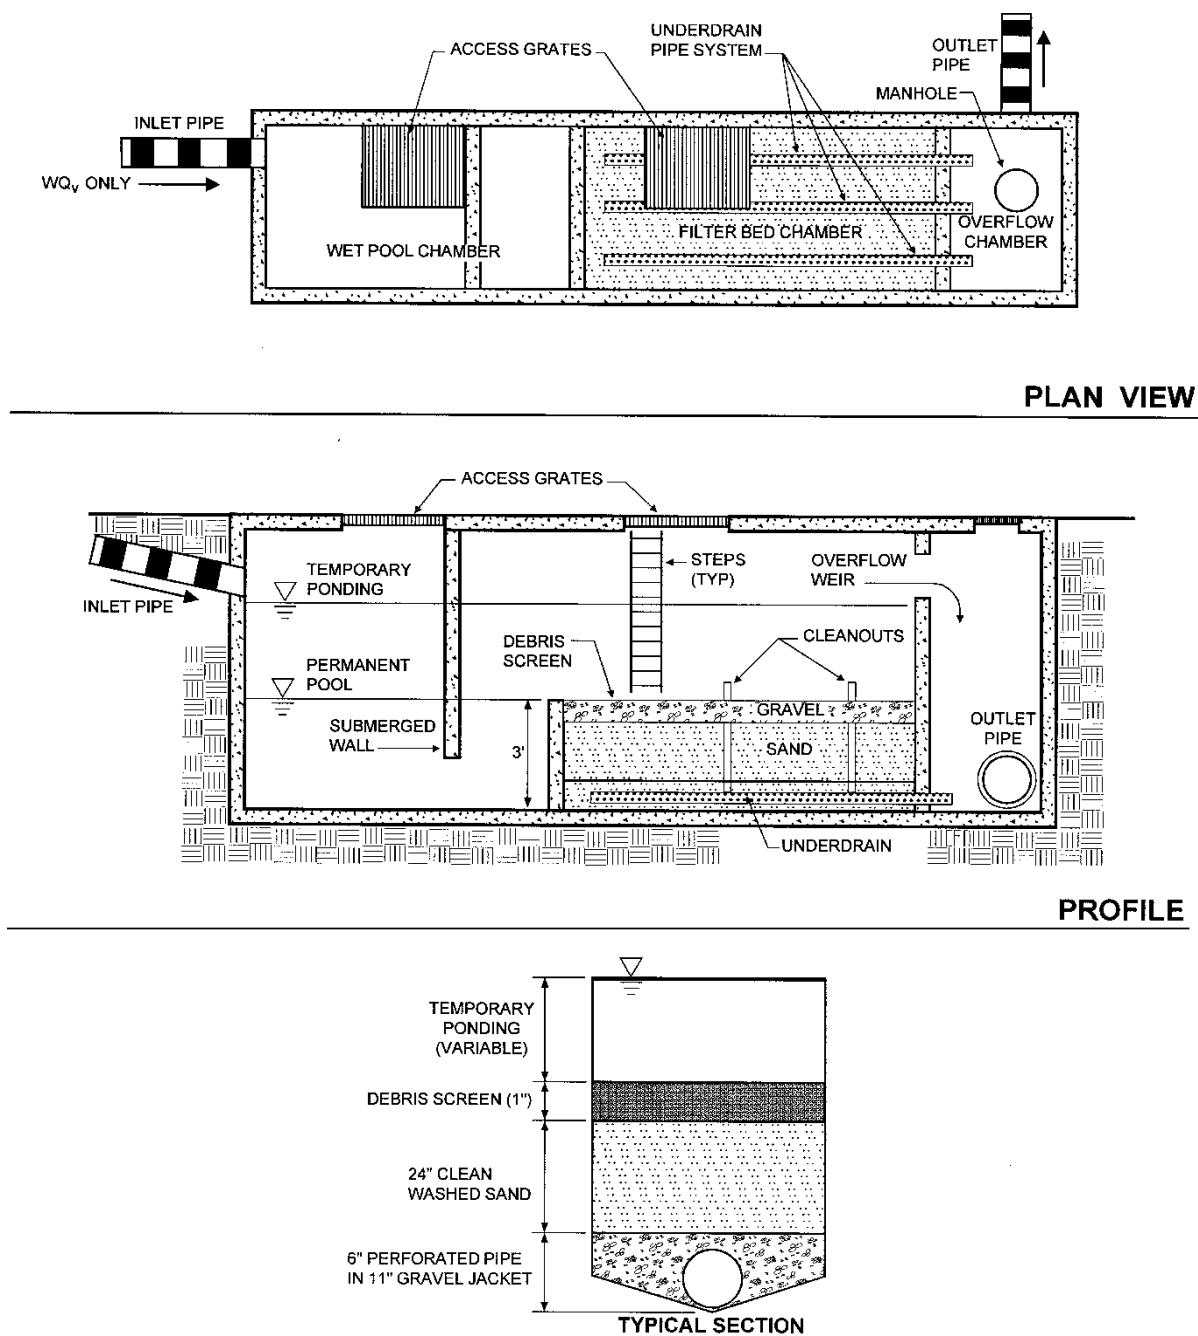 UNDERDRAIN
PIPE SYSTEM
ACCESS GRATES
OUTLET
PIPE
MANHOLE
INLET PIPE
WQv ONLY
WET POOL CHAMBER
FILTER BED CHAMBER
OVERFLOW
CHAMBER
PLAN VIEW
ACCESS GRATES
TEMPORARY
PONDING
STEPS
(TYP)
OVERFLOW
WEIR
INLET PIPE
DEBRIS
SCREEN
CLEANOUTS
PERMANENT
POOL
GRAVEL
SUBMERGED
WALL
3'
SAND
OUTLET
PIPE
UNDERDRAIN
PROFILE
TEMPORARY
PONDING
(VARIABLE)
DEBRIS SCREEN (1")
24" CLEAN
WASHED SAND
6" PERFORATED PIPE
IN 11" GRAVEL JACKET
TYPICAL SECTION